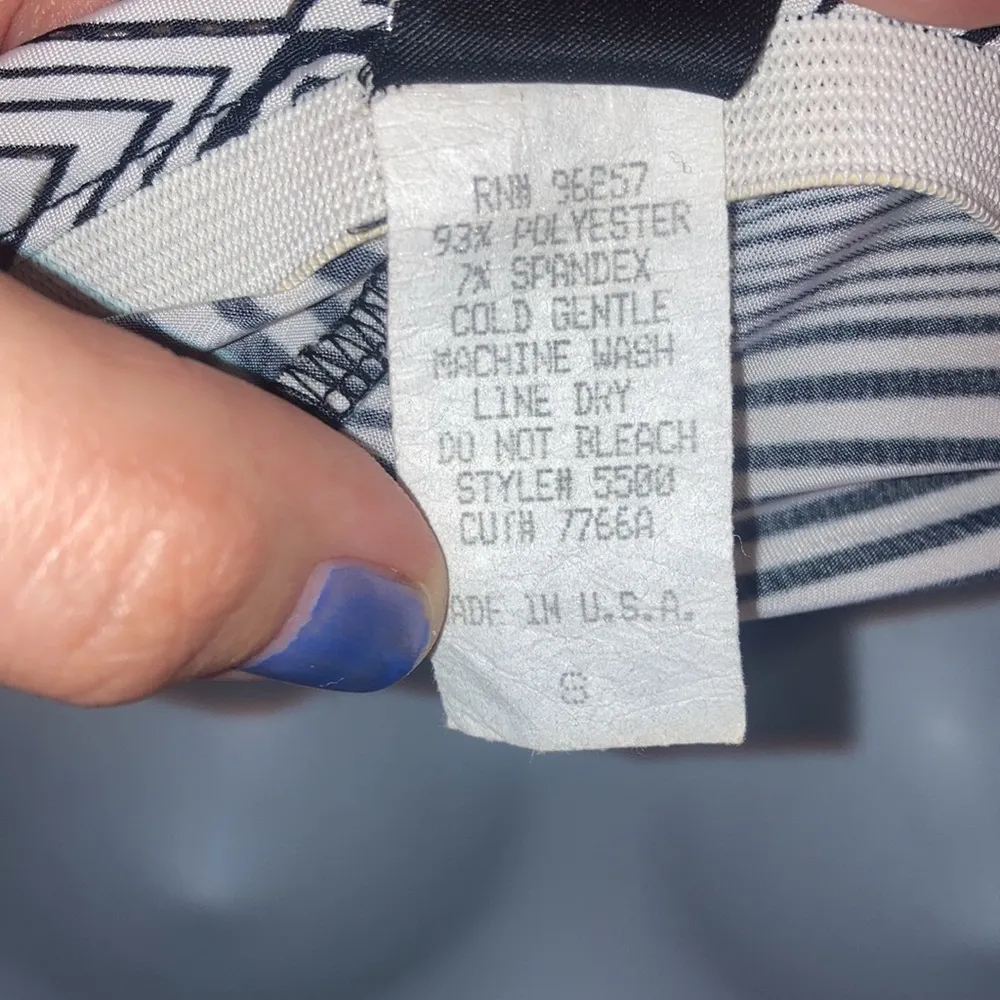 RN# 96257
93% POLYESTER
7% SPANDEX
COLD GENTLE
MACHINE WASH
LINE DRY
DO NOT BLEACH
STYLE# 5500
CUT# 7766A
ADE IN U.S.A.
S